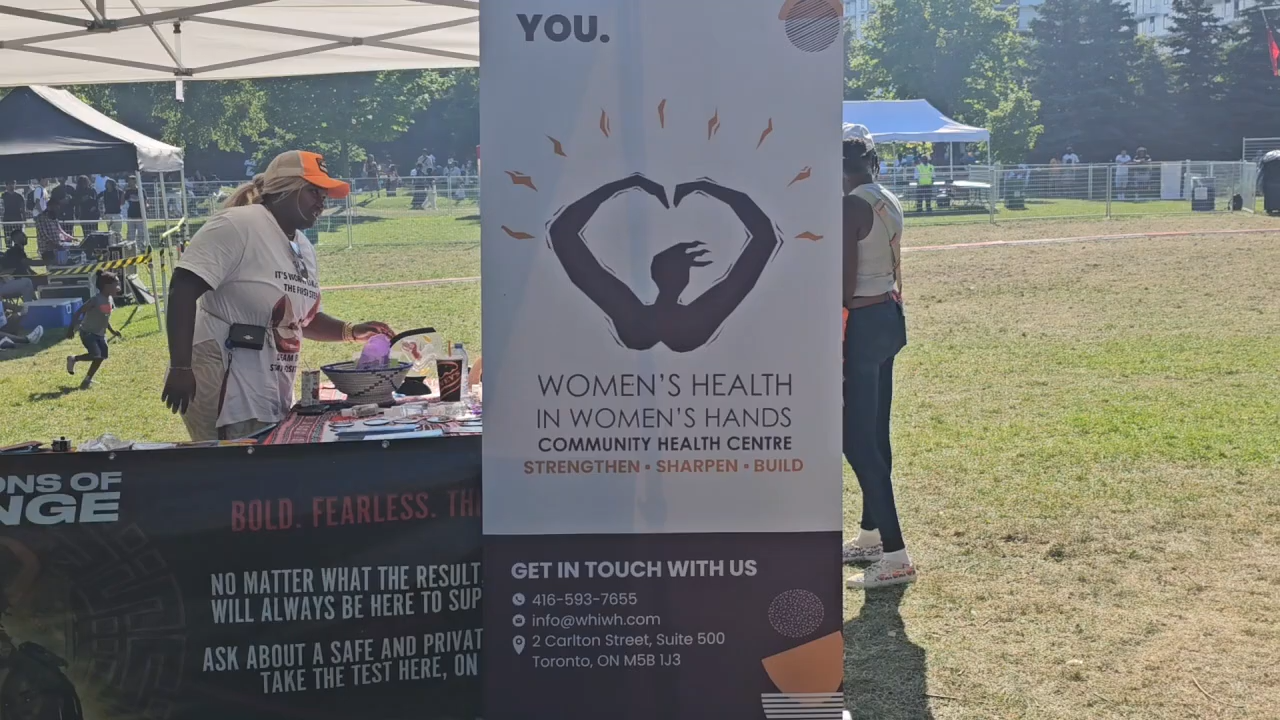 YOU.
WOMEN'S HEALTH
IN WOMEN'S HANDS
COMMUNITY HEALTH CENTRE
STRENGTHEN • SHARPEN • BUILD
GET IN TOUCH WITH US
416-593-7655
info@whiwh.com
2 Carlton Street, Suite 500
Toronto, ON M5B 1J3
IT'S
THE FIRST
ONS OF
NGE
BOLD. FEARLESS.
NO MATTER WHAT THE RESULT
WILL ALWAYS BE HERE TO SUP
ASK ABOUT A SAFE AND PRIVAT
TAKE THE TEST HERE, ON